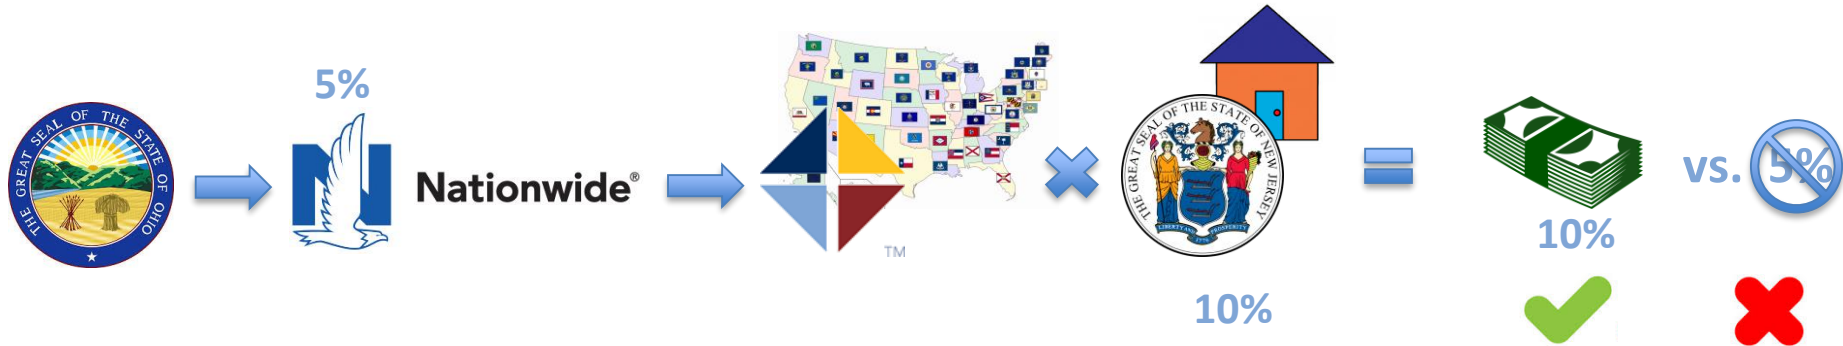 THE GREAT SEAL OF THE STATE OF OHIO
5%
N
Nationwide®
TM
THE GREAT SEAL OF THE STATE OF NEW JERSEY
LIBERTY AND PROSPERITY
1776
10%
=
10%
vs. 5%